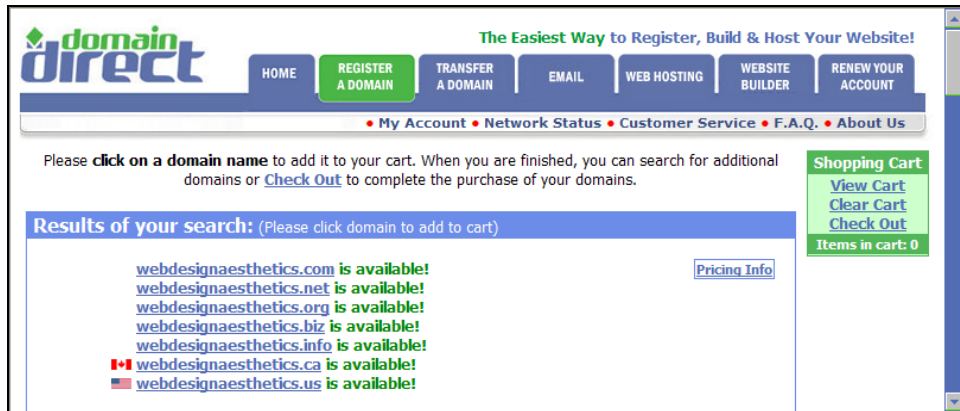 domain
direct
The Easiest Way to Register, Build & Host Your Website!
HOME
REGISTER
A DOMAIN
TRANSFER
A DOMAIN
EMAIL
WEB HOSTING
WEBSITE
BUILDER
RENEW YOUR
ACCOUNT
• My Account • Network Status • Customer Service • F.A.Q. • About Us
Please click on a domain name to add it to your cart. When you are finished, you can search for additional
domains or Check Out to complete the purchase of your domains.
Shopping Cart
View Cart
Clear Cart
Check Out
Items in cart: 0
Results of your search: (Please click domain to add to cart)
Pricing Info
webdesignaesthetics.com is available!
webdesignaesthetics.net is available!
webdesignaesthetics.org is available!
webdesignaesthetics.biz is available!
webdesignaesthetics.info is available!
webdesignaesthetics.ca is available!
webdesignaesthetics.us is available!